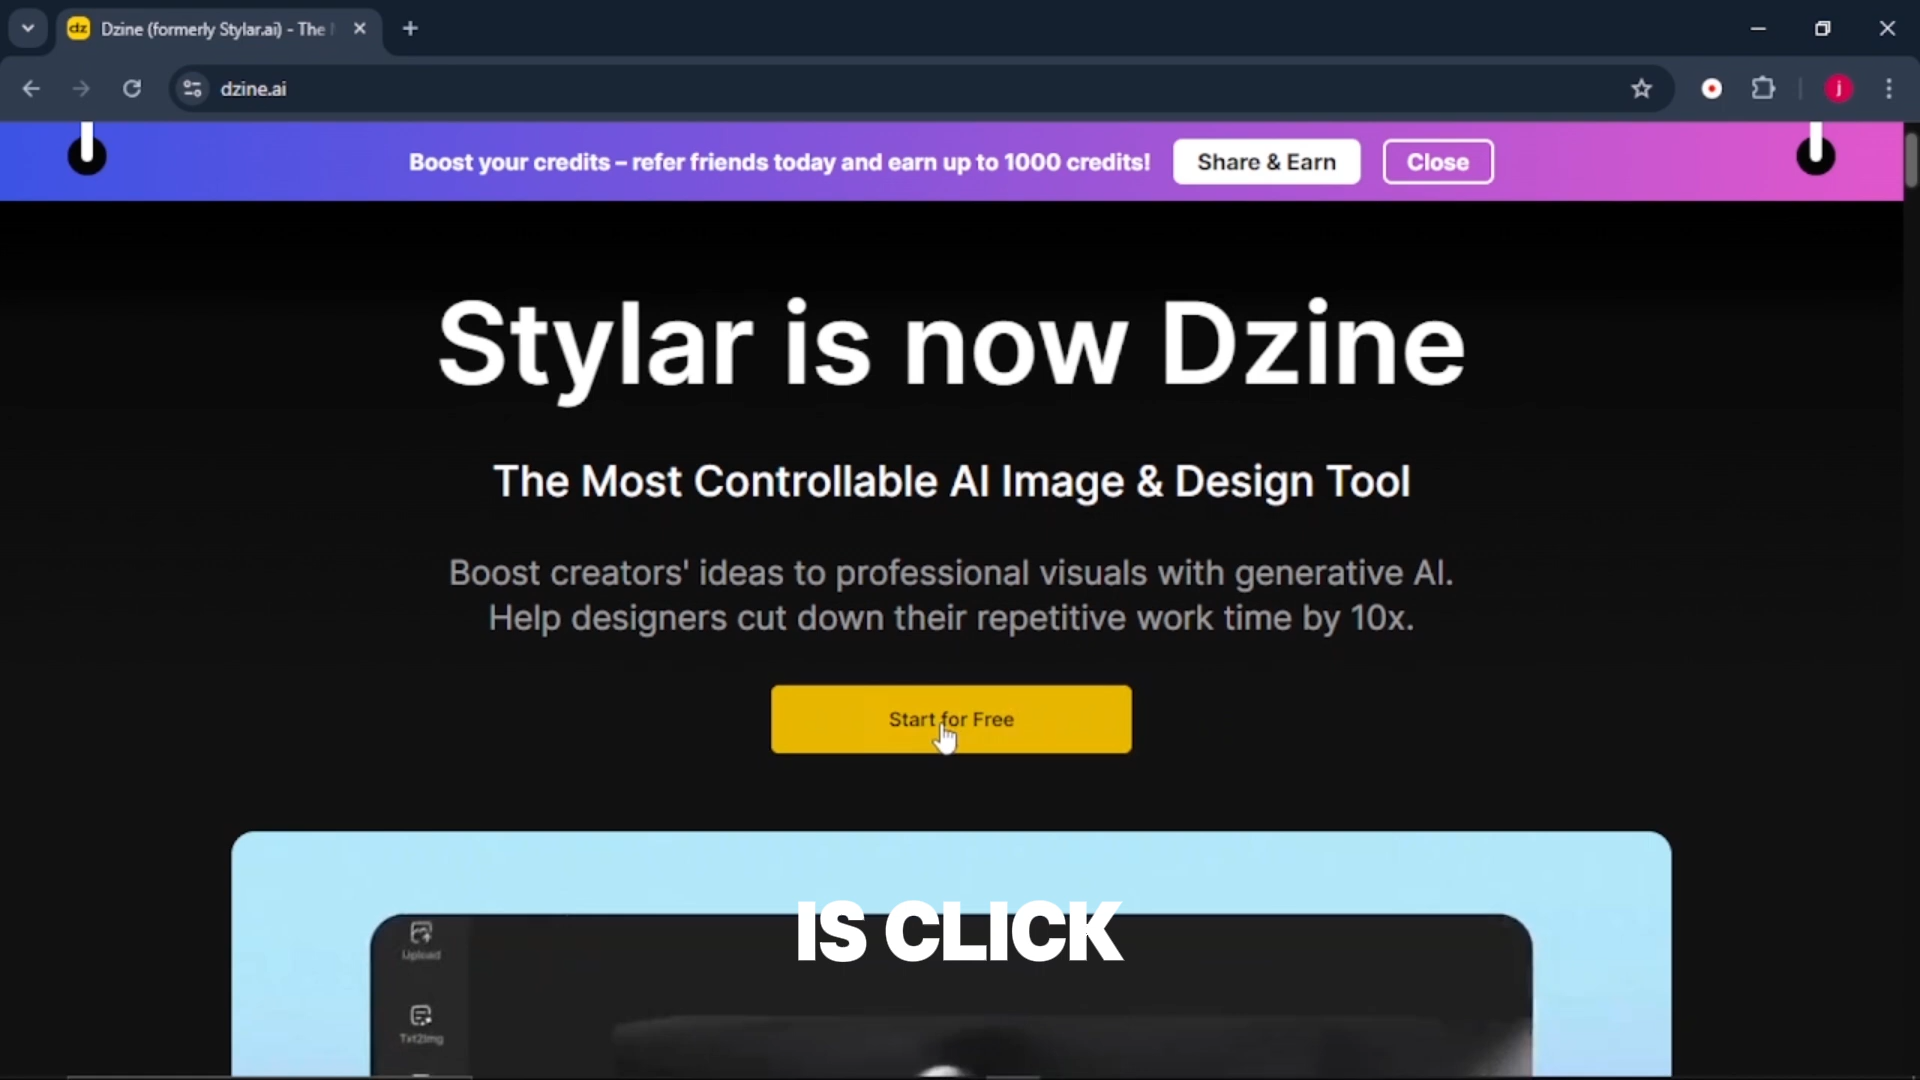 dz Dzine (formerly Stylar.ai) - The
dzine.ai
j
Boost your credits – refer friends today and earn up to 1000 credits!
Share & Earn
Close
Stylar is now Dzine
The Most Controllable AI Image & Design Tool
Boost creators' ideas to professional visuals with generative AI.
Help designers cut down their repetitive work time by 10x.
Start for Free
IS CLICK
Upload
Txt2Img